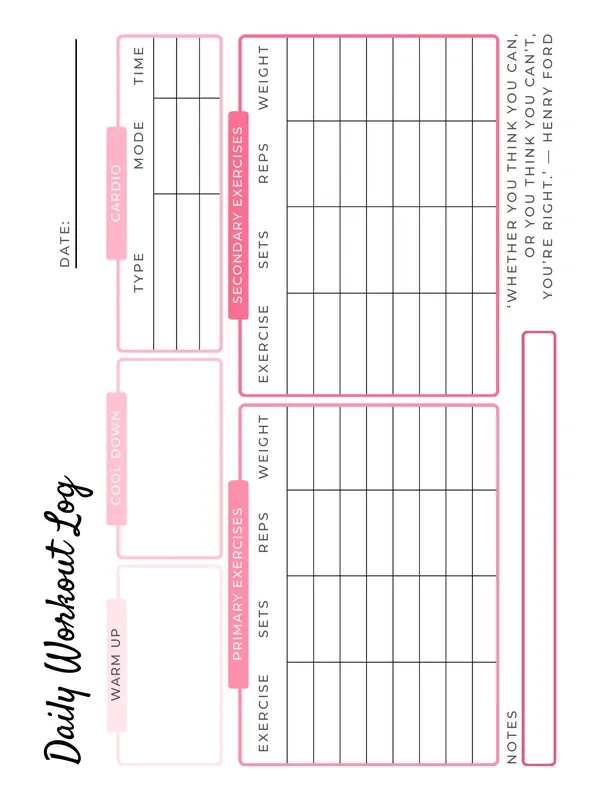 Daily Workout Log
DATE:
WARM UP
COOL DOWN
CARDIO
TYPE MODE TIME
PRIMARY EXERCISES
EXERCISE SETS REPS WEIGHT
SECONDARY EXERCISES
EXERCISE SETS REPS WEIGHT
NOTES
‘WHETHER YOU THINK YOU CAN,
OR YOU THINK YOU CAN'T,
YOU'RE RIGHT.’ — HENRY FORD